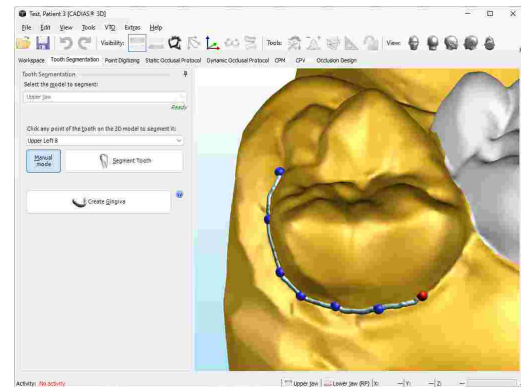 Test, Patient 3 [CADIAS® 3D]
File Edit View Tools VTO Extras Help
Visibility: Tools: View:
Workspace Tooth Segmentation Point Digitizing Static Occlusal Protocol Dynamic Occlusal Protocol CPM CPV Occlusion Design
Tooth Segmentation
Select the model to segment:
Upper Jaw
Ready
Click any point of the tooth on the 3D model to segment it:
Upper Left 8
Manual mode Segment Tooth
Create Gingiva
Activity: No activity Upper Jaw Lower Jaw (RP) X: — Y: — Z: —